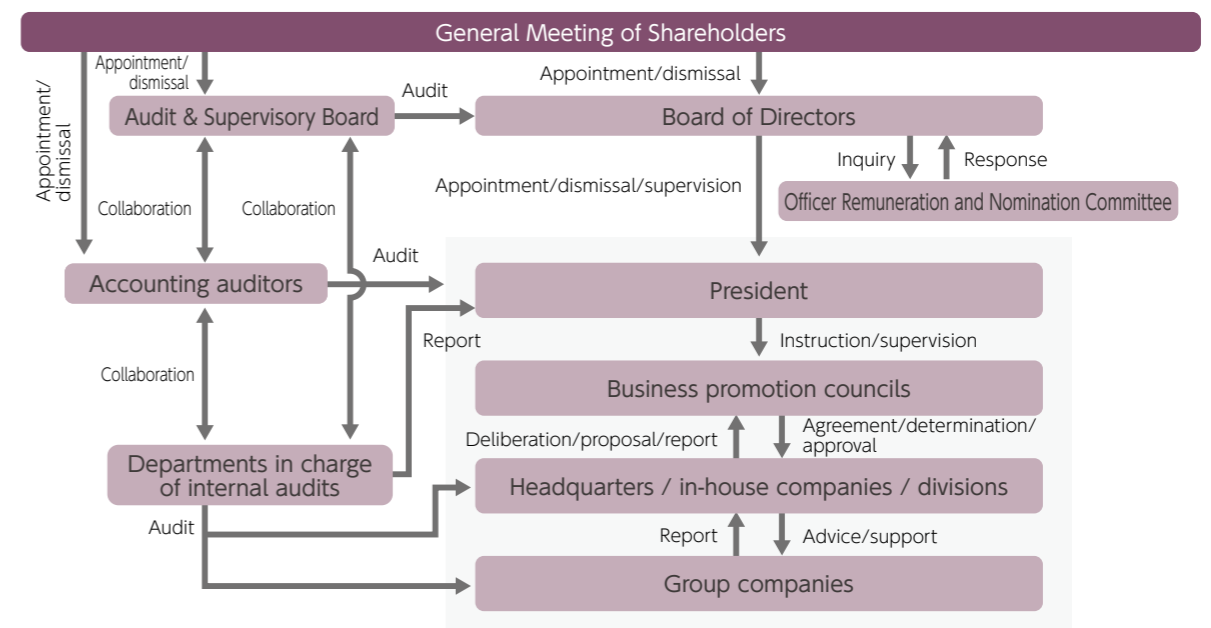 General Meeting of Shareholders
Appointment/
dismissal
Appointment/
dismissal
Appointment/dismissal
Audit & Supervisory Board
Audit
Board of Directors
Inquiry
Response
Appointment/dismissal/supervision
Officer Remuneration and Nomination Committee
Collaboration
Collaboration
Accounting auditors
Audit
President
Report
Instruction/supervision
Collaboration
Business promotion councils
Deliberation/proposal/report
Agreement/determination/
approval
Departments in charge
of internal audits
Headquarters / in-house companies / divisions
Audit
Report
Advice/support
Group companies